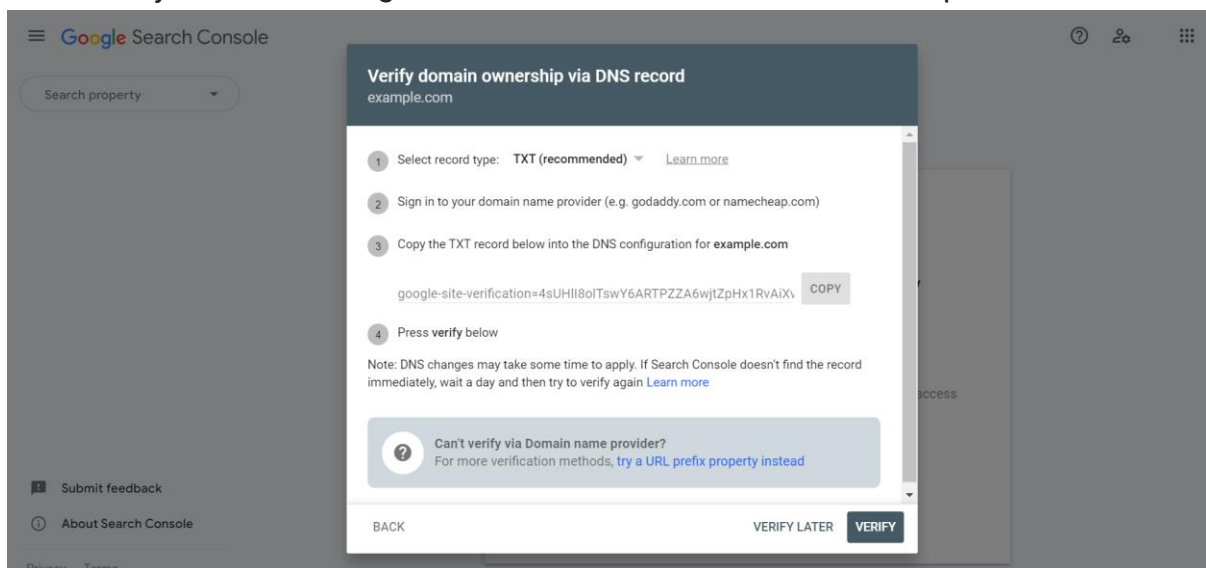 Google Search Console
Search property
Verify domain ownership via DNS record
example.com
1 Select record type: TXT (recommended) Learn more
2 Sign in to your domain name provider (e.g. godaddy.com or namecheap.com)
3 Copy the TXT record below into the DNS configuration for example.com
COPY
4 Press verify below
Note: DNS changes may take some time to apply. If Search Console doesn't find the record
immediately, wait a day and then try to verify again Learn more
access
Can't verify via Domain name provider?
For more verification methods, try a URL prefix property instead
Submit feedback
About Search Console
BACK VERIFY LATER VERIFY